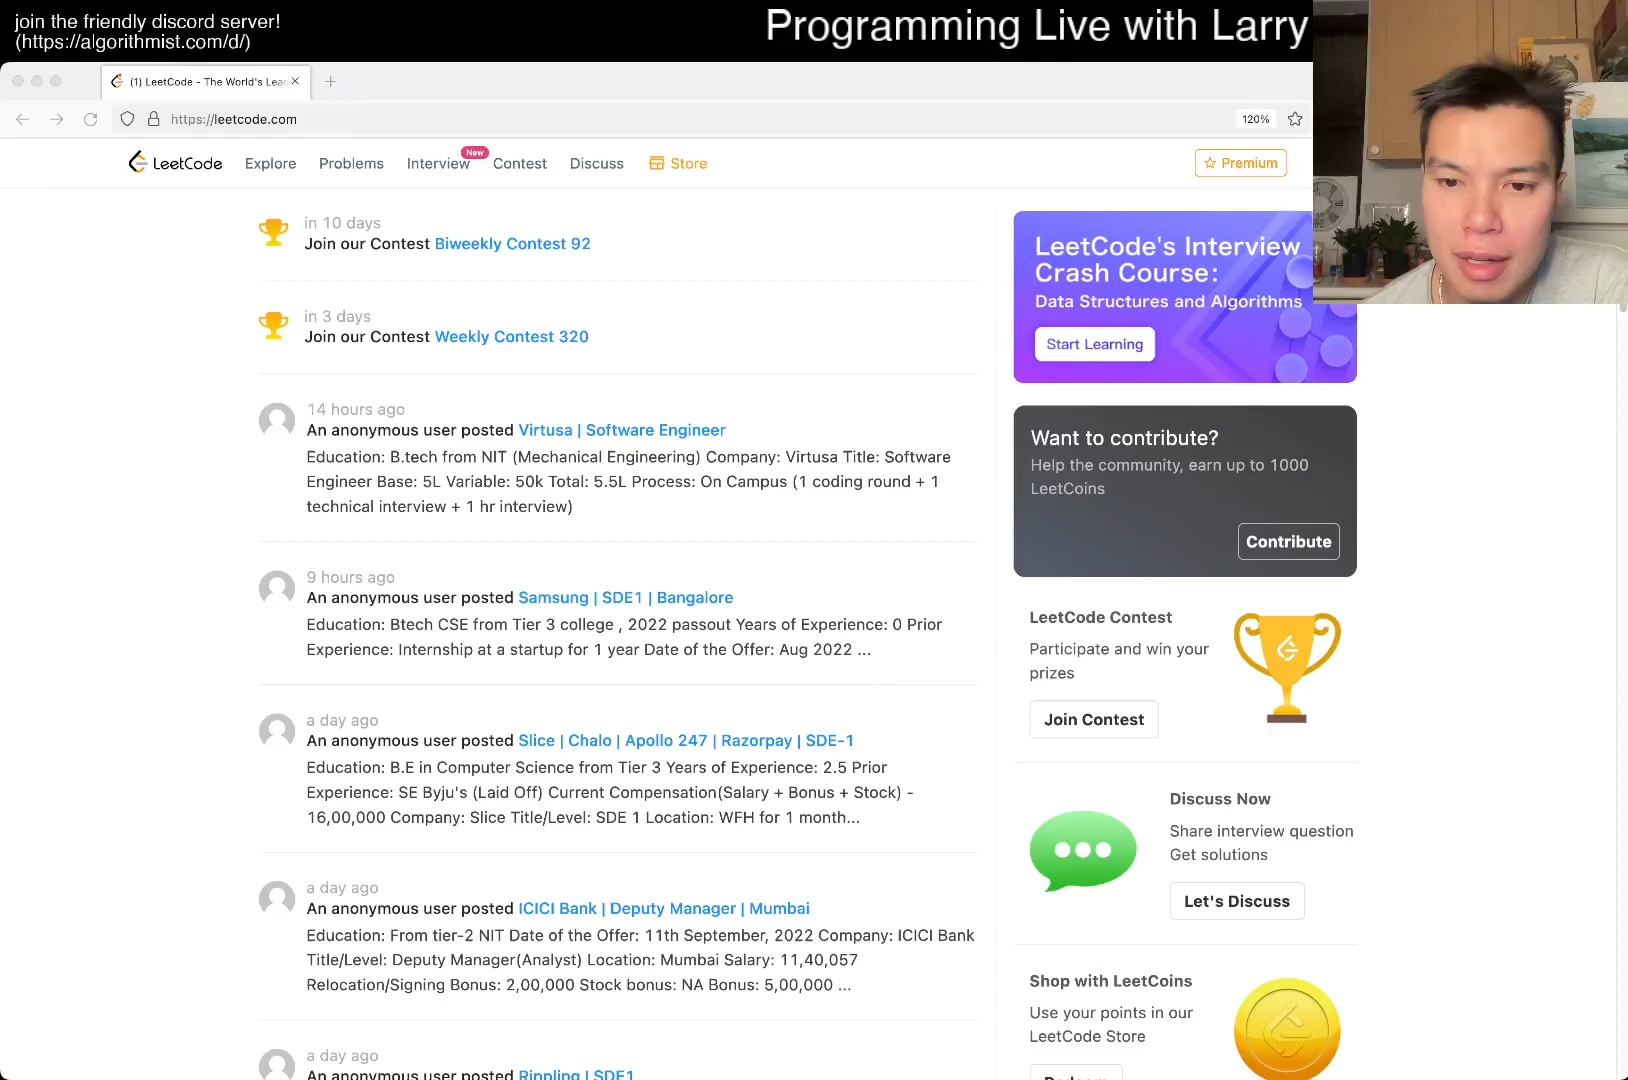 join the friendly discord server!
(https://algorithmist.com/d/)
Programming Live with Larry
(1) LeetCode - The World's Lea
https://leetcode.com
120%
LeetCode
Explore
Problems
Interview
New
Contest
Discuss
Store
Premium
in 10 days
Join our Contest Biweekly Contest 92
in 3 days
Join our Contest Weekly Contest 320
14 hours ago
An anonymous user posted Virtusa | Software Engineer
Education: B.tech from NIT (Mechanical Engineering) Company: Virtusa Title: Software
Engineer Base: 5L Variable: 50k Total: 5.5L Process: On Campus (1 coding round + 1
technical interview + 1 hr interview)
9 hours ago
An anonymous user posted Samsung | SDE1 | Bangalore
Education: Btech CSE from Tier 3 college , 2022 passout Years of Experience: 0 Prior
Experience: Internship at a startup for 1 year Date of the Offer: Aug 2022 ...
a day ago
An anonymous user posted Slice | Chalo | Apollo 247 | Razorpay | SDE-1
Education: B.E in Computer Science from Tier 3 Years of Experience: 2.5 Prior
Experience: SE Byju's (Laid Off) Current Compensation(Salary + Bonus + Stock) -
16,00,000 Company: Slice Title/Level: SDE 1 Location: WFH for 1 month...
a day ago
An anonymous user posted ICICI Bank | Deputy Manager | Mumbai
Education: From tier-2 NIT Date of the Offer: 11th September, 2022 Company: ICICI Bank
Title/Level: Deputy Manager(Analyst) Location: Mumbai Salary: 11,40,057
Relocation/Signing Bonus: 2,00,000 Stock bonus: NA Bonus: 5,00,000 ...
a day ago
An anonymous user posted Rippling | SDE1
LeetCode's Interview
Crash Course:
Data Structures and Algorithms
Start Learning
Want to contribute?
Help the community, earn up to 1000
LeetCoins
Contribute
LeetCode Contest
Participate and win your
prizes
Join Contest
Discuss Now
Share interview question
Get solutions
Let's Discuss
Shop with LeetCoins
Use your points in our
LeetCode Store